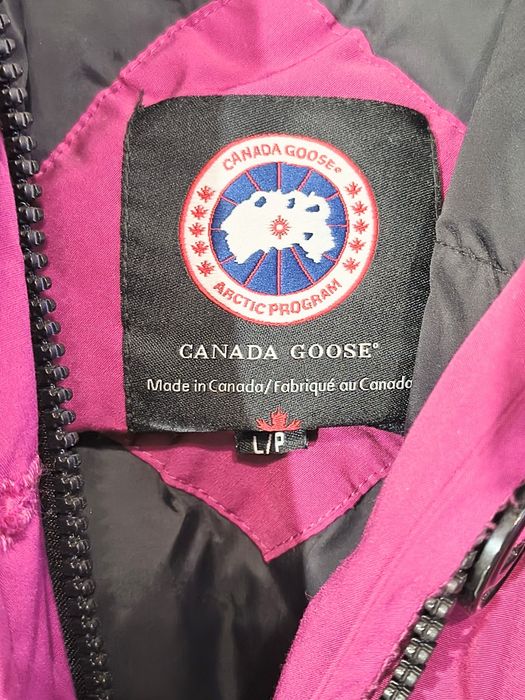 CANADA GOOSE®
ARCTIC PROGRAM
CANADA GOOSE®
Made in Canada/Fabriqué au Canada
L/P